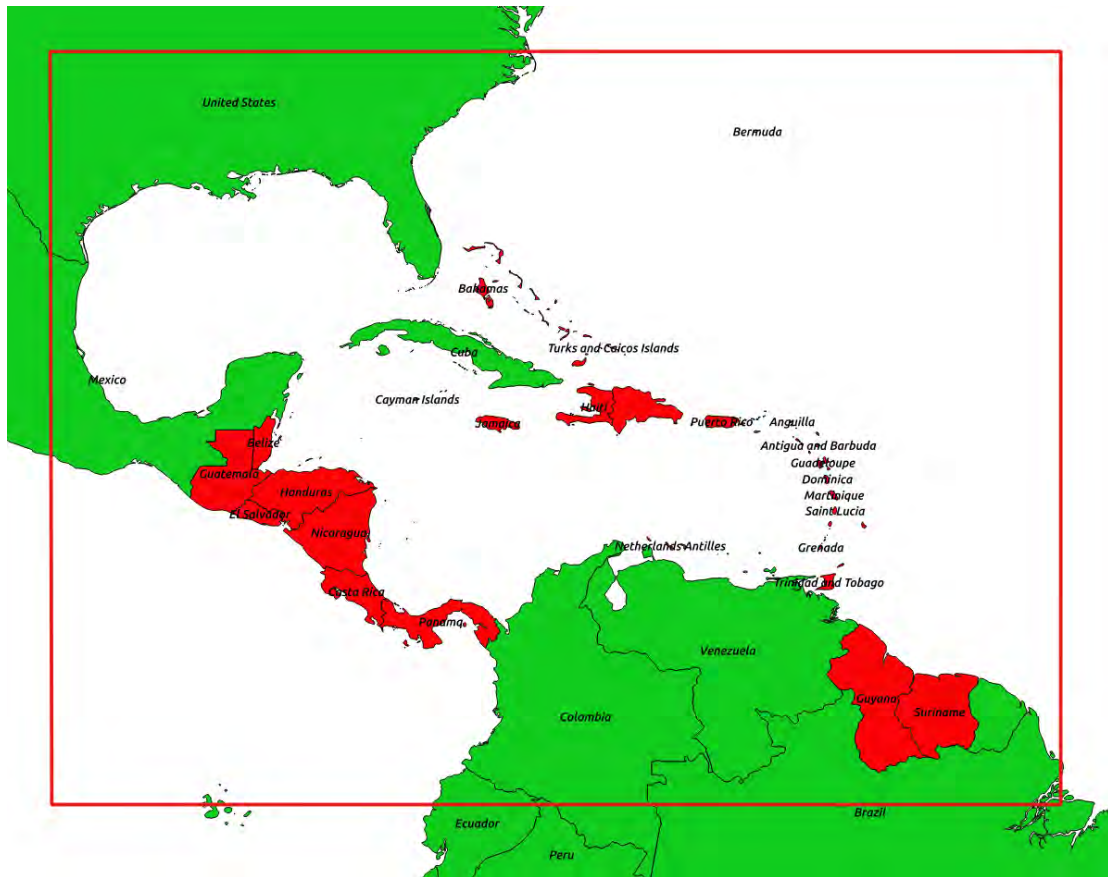 United States
Bermuda
Bahamas
Turks and Caicos Islands
Cuba
Mexico
Cayman Islands
Haiti
Jamaica
Puerto Rico
Anguilla
Belize
Antigua and Barbuda
Guadeloupe
Guatemala
Dominica
Honduras
Martinique
El Salvador
Saint Lucia
Nicaragua
Netherlands Antilles
Grenada
Trinidad and Tobago
Costa Rica
Panama
Venezuela
Guyana
Suriname
Colombia
Brazil
Ecuador
Peru